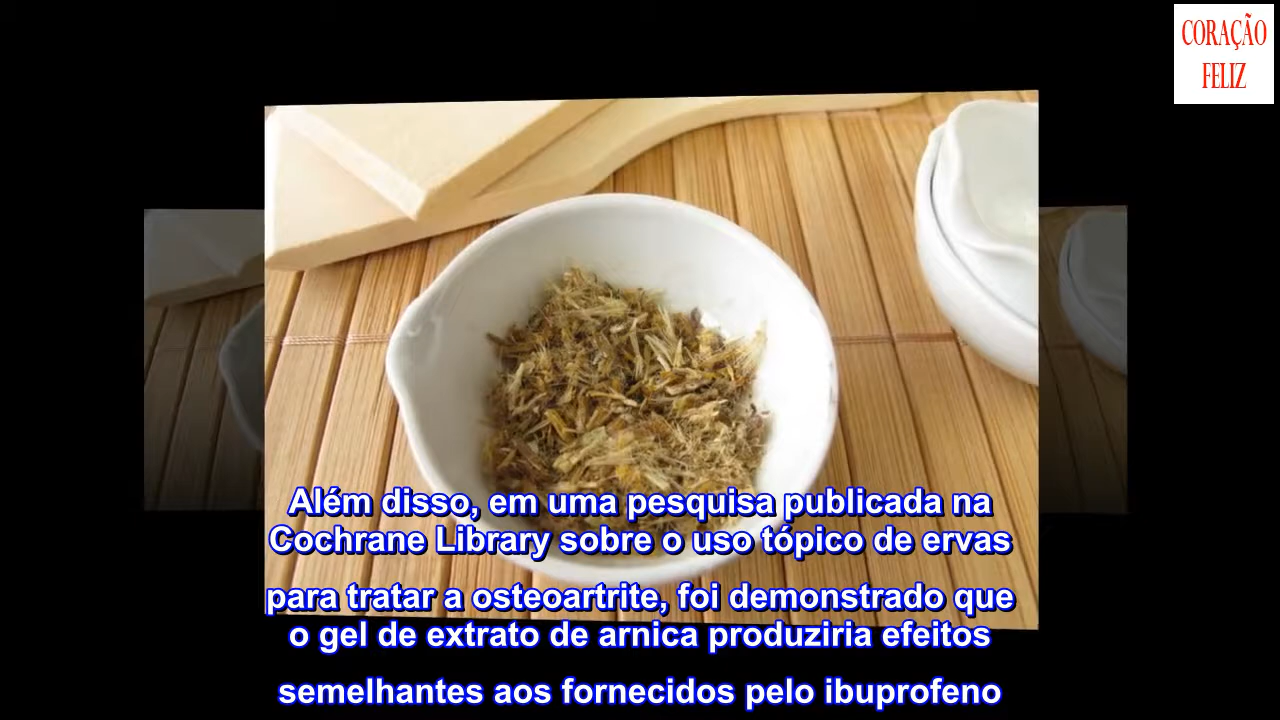 CORAÇÃO
FELIZ
Além disso, em uma pesquisa publicada na
Cochrane Library sobre o uso tópico de ervas
para tratar a osteoartrite, foi demonstrado que
o gel de extrato de arnica produziria efeitos
semelhantes aos fornecidos pelo ibuprofeno